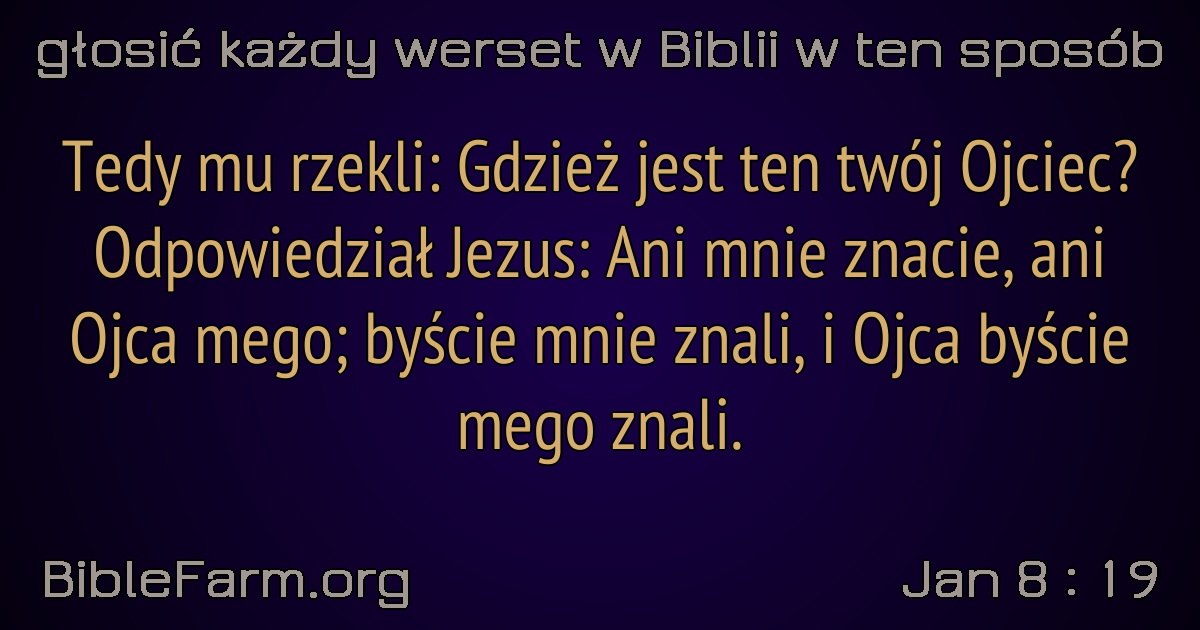 głosić każdy werset w Biblii w ten sposób
Tedy mu rzekli: Gdzież jest ten twój Ojciec?
Odpowiedział Jezus: Ani mnie znacie, ani
Ojca mego; byście mnie znali, i Ojca byście
mego znali.
BibleFarm.org
Jan 8 : 19